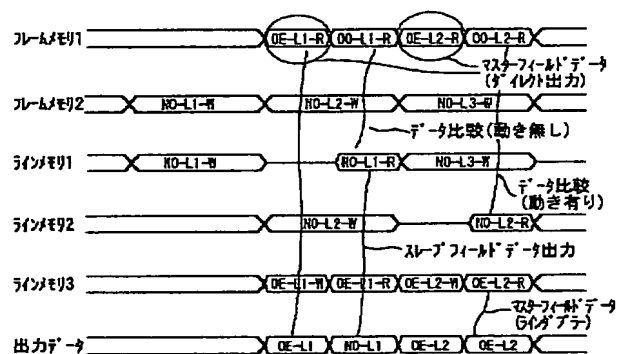 フレームメモリ1 OE-L1-R OO-L1-R OE-L2-R OO-L2-R
マスターフィールドデータ
(ダイレクト出力)
フレームメモリ2 NO-L1-W NO-L2-W NO-L3-W
データ比較(動き無し)
ラインメモリ1 NO-L1-W NO-L1-R NO-L3-W
データ比較
(動き有り)
ラインメモリ2 NO-L2-W NO-L2-R
スレーブフィールドデータ出力
ラインメモリ3 OE-L1-W OE-L1-R OE-L2-W OE-L2-R
マスターフィールドデータ
(ラインダブラー)
出力データ OE-L1 NO-L1 OE-L2 OE-L2